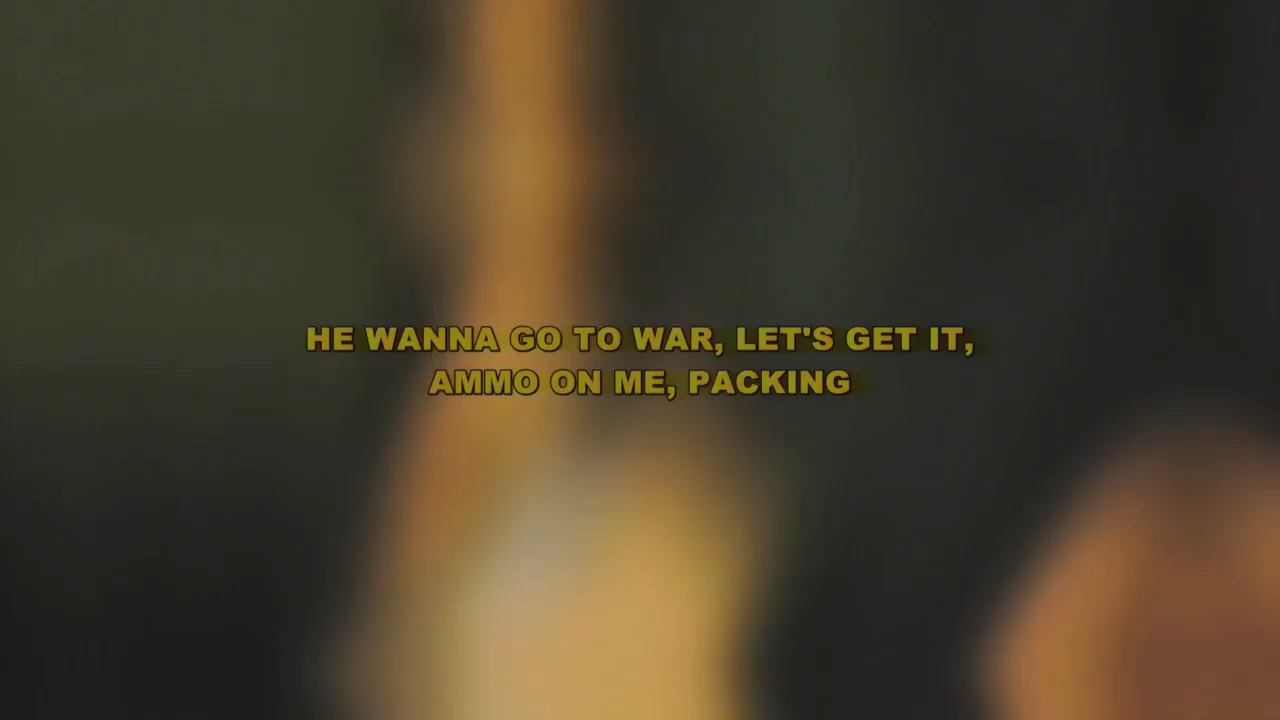 HE WANNA GO TO WAR, LET'S GET IT,
AMMO ON ME, PACKING